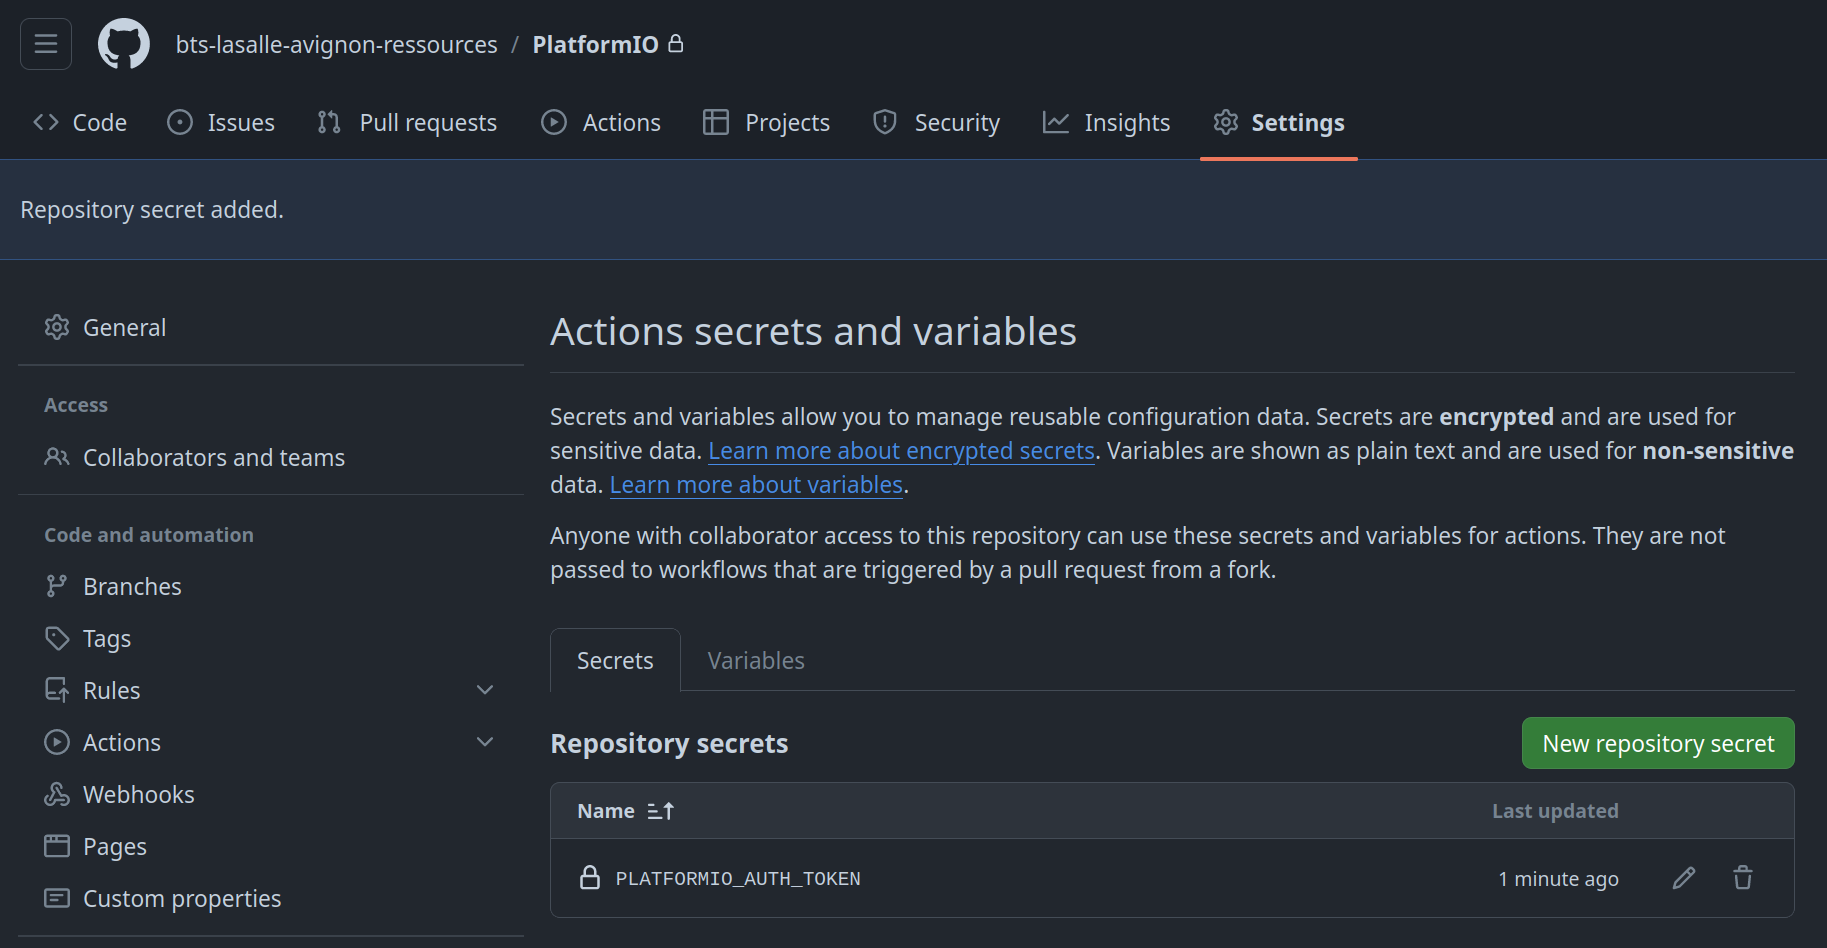 bts-lasalle-avignon-ressources / PlatformIO
Code Issues Pull requests Actions Projects Security Insights Settings
Repository secret added.
General
Access
Collaborators and teams
Code and automation
Branches
Tags
Rules
Actions
Webhooks
Pages
Custom properties
Actions secrets and variables
Secrets and variables allow you to manage reusable configuration data. Secrets are encrypted and are used for
sensitive data. Learn more about encrypted secrets. Variables are shown as plain text and are used for non-sensitive
data. Learn more about variables.
Anyone with collaborator access to this repository can use these secrets and variables for actions. They are not
passed to workflows that are triggered by a pull request from a fork.
Secrets Variables
Repository secrets New repository secret
Name Last updated
PLATFORMIO_AUTH_TOKEN 1 minute ago